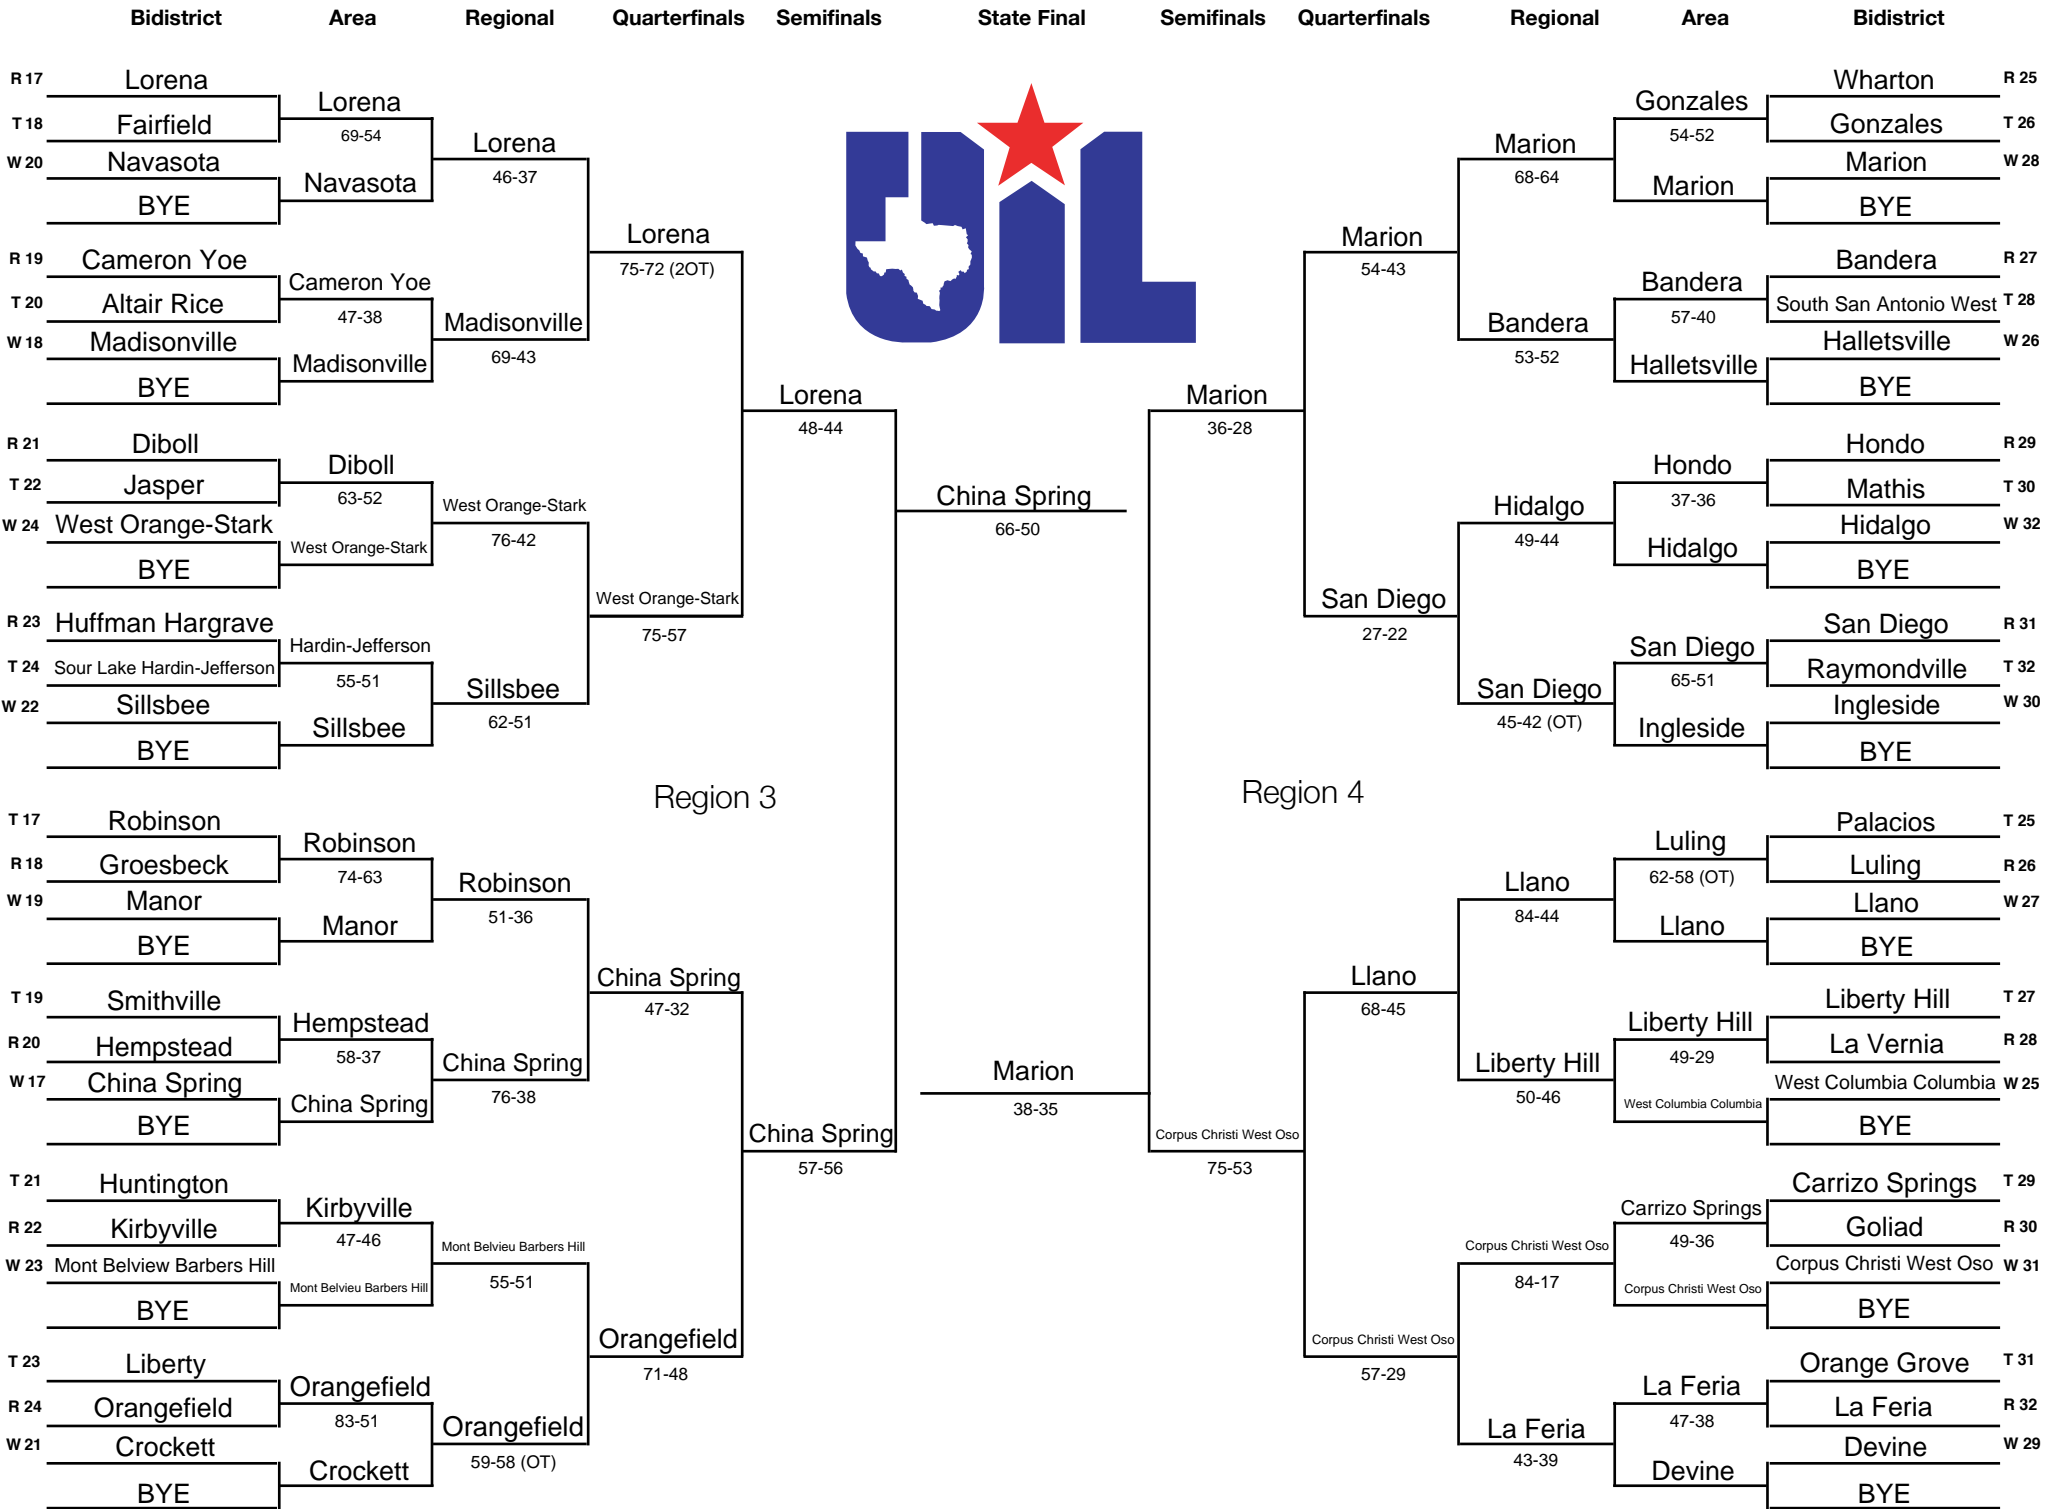 Bidistrict Area Regional Quarterfinals Semifinals State Final Semifinals Quarterfinals Regional Area Bidistrict
R 17 Lorena
Lorena
T 18 Fairfield
69-54
Lorena
W 20 Navasota
46-37
Navasota
BYE
Lorena
75-72 (2OT)
R 19 Cameron Yoe
Cameron Yoe
T 20 Altair Rice
47-38
Madisonville
W 18 Madisonville
69-43
Madisonville
BYE
Lorena
48-44
R 21 Diboll
Diboll
T 22 Jasper
63-52
West Orange-Stark
W 24 West Orange-Stark
76-42
West Orange-Stark
BYE
West Orange-Stark
75-57
R 23 Huffman Hargrave
Hardin-Jefferson
T 24 Sour Lake Hardin-Jefferson
55-51
Sillsbee
W 22 Sillsbee
62-51
Sillsbee
BYE
China Spring
66-50
Region 3
T 17 Robinson
Robinson
R 18 Groesbeck
74-63
Robinson
W 19 Manor
51-36
Manor
BYE
China Spring
47-32
T 19 Smithville
Hempstead
R 20 Hempstead
58-37
China Spring
W 17 China Spring
76-38
China Spring
BYE
China Spring
57-56
T 21 Huntington
Kirbyville
R 22 Kirbyville
47-46
Mont Belvieu Barbers Hill
W 23 Mont Belview Barbers Hill
55-51
Mont Belvieu Barbers Hill
BYE
Orangefield
71-48
T 23 Liberty
Orangefield
R 24 Orangefield
83-51
Orangefield
W 21 Crockett
59-58 (OT)
Crockett
BYE
UIL
Wharton R 25
Gonzales
Gonzales T 26
54-52
Marion
Marion W 28
68-64
Marion
BYE
Marion
54-43
Bandera R 27
Bandera
South San Antonio West T 28
57-40
Bandera
Halletsville W 26
53-52
Halletsville
BYE
Marion
36-28
Hondo R 29
Hondo
Mathis T 30
37-36
Hidalgo
Hidalgo W 32
49-44
Hidalgo
BYE
San Diego
27-22
San Diego R 31
San Diego
Raymondville T 32
65-51
San Diego
Ingleside W 30
45-42 (OT)
Ingleside
BYE
Region 4
Marion
38-35
Palacios T 25
Luling
Luling R 26
62-58 (OT)
Llano
Llano W 27
84-44
Llano
BYE
Llano
68-45
Liberty Hill T 27
Liberty Hill
La Vernia R 28
49-29
Liberty Hill
West Columbia Columbia W 25
50-46
West Columbia Columbia
BYE
Corpus Christi West Oso
75-53
Carrizo Springs T 29
Carrizo Springs
Goliad R 30
49-36
Corpus Christi West Oso
Corpus Christi West Oso W 31
84-17
Corpus Christi West Oso
BYE
Corpus Christi West Oso
57-29
Orange Grove T 31
La Feria
La Feria R 32
47-38
La Feria
Devine W 29
43-39
Devine
BYE